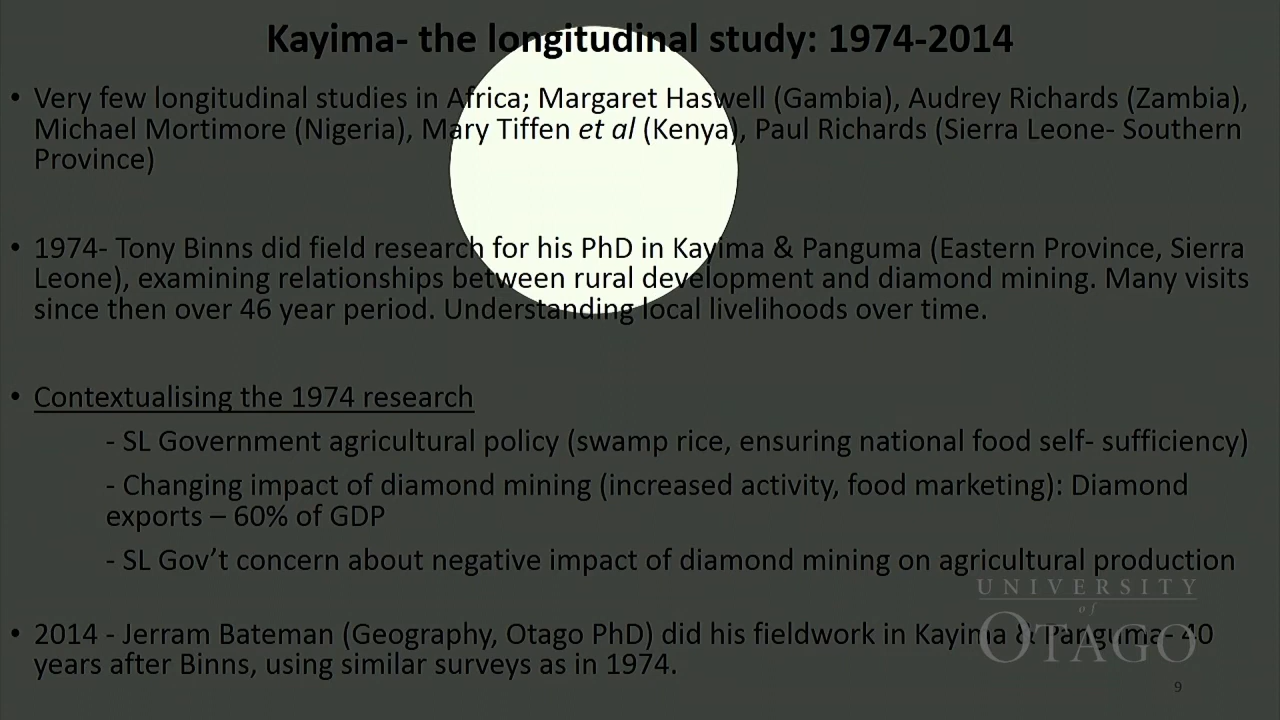 Kayima- the longitudinal study: 1974-2014
• Very few longitudinal studies in Africa; Margaret Haswell (Gambia), Audrey Richards (Zambia),
Michael Mortimore (Nigeria), Mary Tiffen et al (Kenya), Paul Richards (Sierra Leone- Southern
Province)
• 1974- Tony Binns did field research for his PhD in Kayima & Panguma (Eastern Province, Sierra
Leone), examining relationships between rural development and diamond mining. Many visits
since then over 46 year period. Understanding local livelihoods over time.
• Contextualising the 1974 research
- SL Government agricultural policy (swamp rice, ensuring national food self- sufficiency)
- Changing impact of diamond mining (increased activity, food marketing): Diamond
exports – 60% of GDP
- SL Gov’t concern about negative impact of diamond mining on agricultural production
• 2014 - Jerram Bateman (Geography, Otago PhD) did his fieldwork in Kayima & Panguma- 40
years after Binns, using similar surveys as in 1974.
UNIVERSITY
of
OTAGO
9